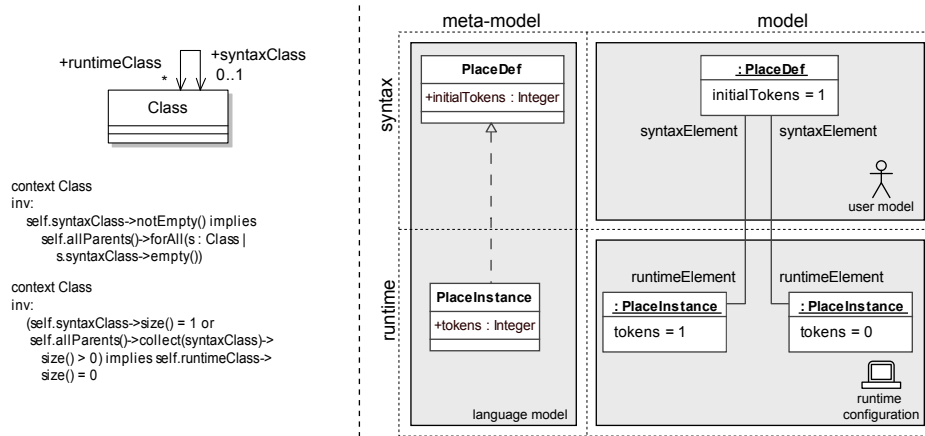 +runtimeClass
+syntaxClass
*
0..1
Class
context Class
inv:
self.syntaxClass->notEmpty() implies
self.allParents()->forAll(s : Class |
s.syntaxClass->empty())
context Class
inv:
(self.syntaxClass->size() = 1 or
self.allParents()->collect(syntaxClass)->
size() > 0) implies self.runtimeClass->
size() = 0
meta-model
model
syntax
PlaceDef
+initialTokens : Integer
: PlaceDef
initialTokens = 1
syntaxElement
syntaxElement
user model
runtime
PlaceInstance
+tokens : Integer
language model
runtimeElement
runtimeElement
: PlaceInstance
tokens = 1
: PlaceInstance
tokens = 0
runtime
configuration